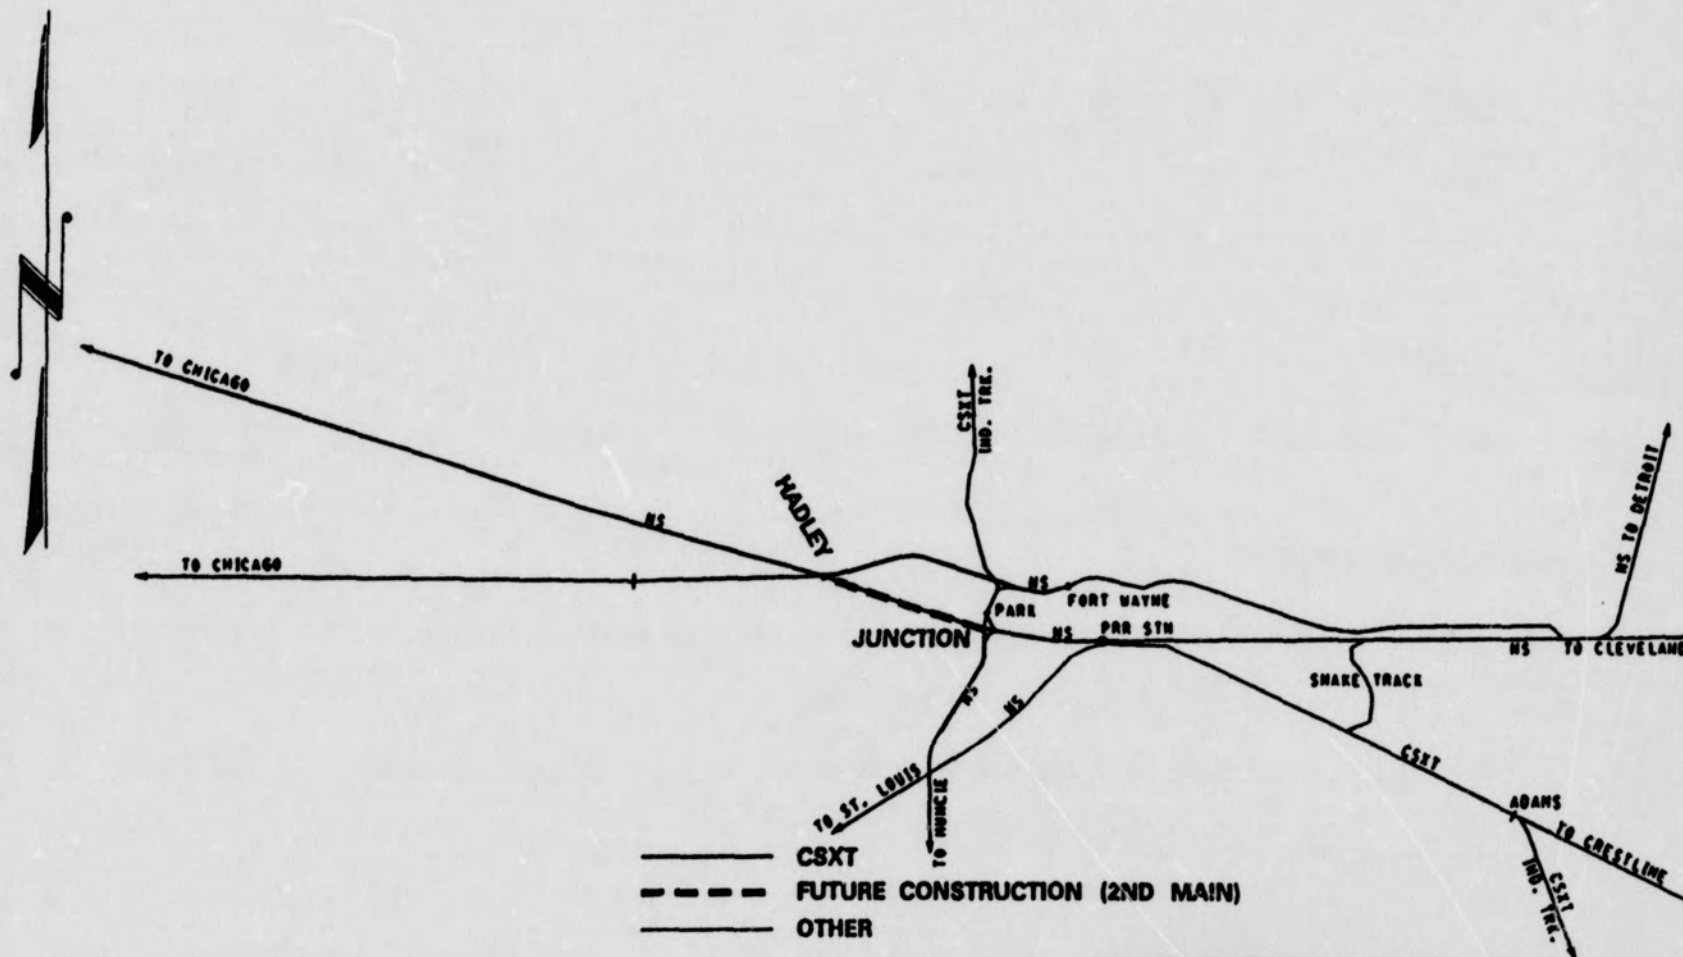 TO CHICAGO
NS
HADLEY
CSXT
IND. TRK.
NS TO DETROIT
TO CHICAGO
NS
FORT WAYNE
PARK
JUNCTION
NS
PRR STN
NS
TO CLEVELAND
SNAKE TRACK
NS
NS
CSXT
TO ST. LOUIS
TO MUNCIE
ADAMS
TO CRESTLINE
CSXT
IND. TRK.
CSXT
FUTURE CONSTRUCTION (2ND MAIN)
OTHER
N